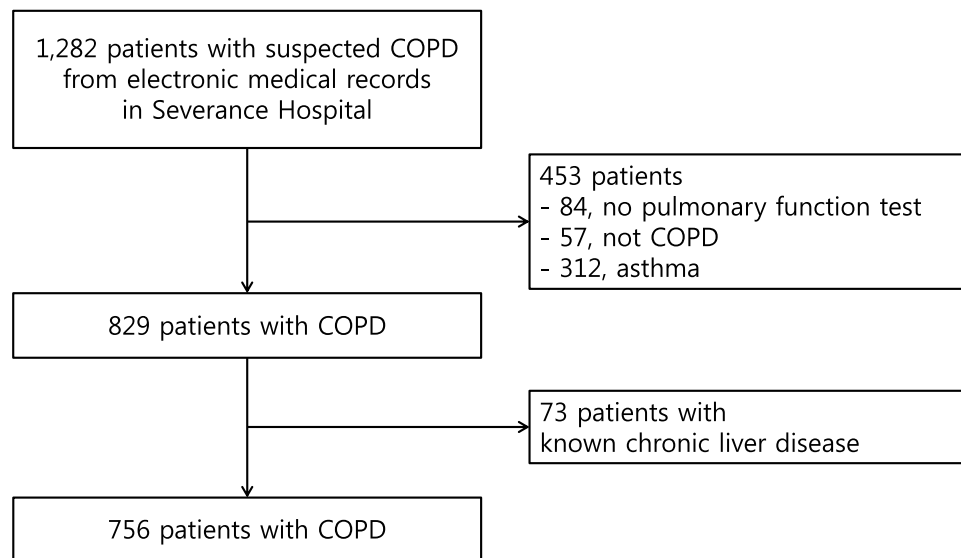 1,282 patients with suspected COPD
from electronic medical records
in Severance Hospital
453 patients
- 84, no pulmonary function test
- 57, not COPD
- 312, asthma
829 patients with COPD
73 patients with
known chronic liver disease
756 patients with COPD